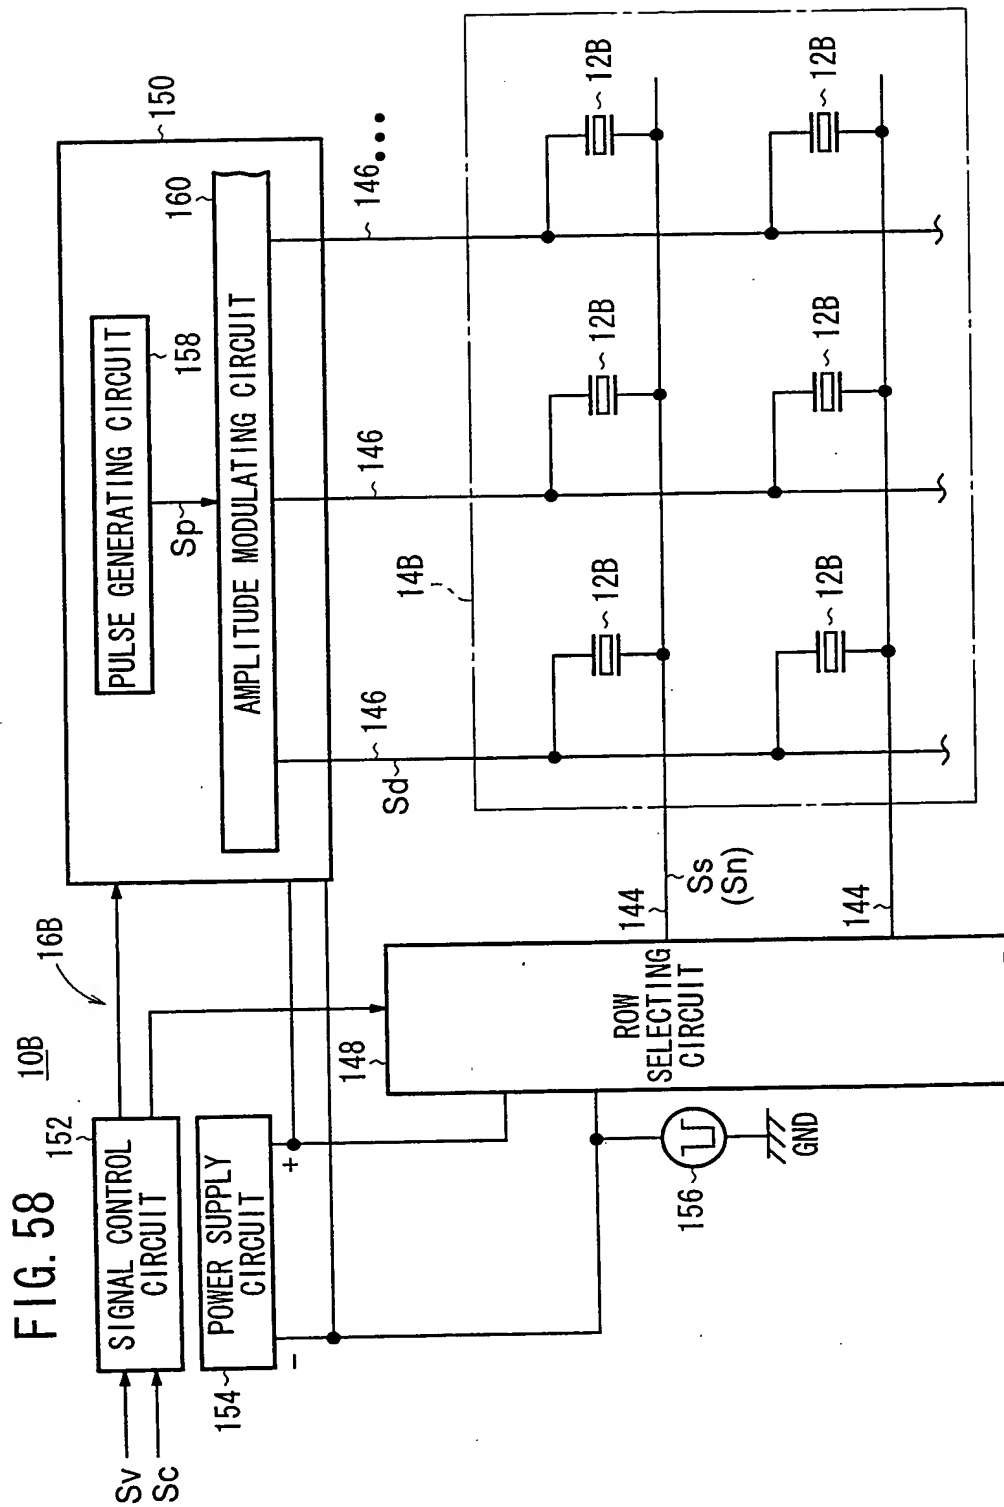 FIG. 58
10B
16B
Sv
Sc
152
SIGNAL CONTROL
CIRCUIT
154
POWER SUPPLY
CIRCUIT
+
-
150
PULSE GENERATING CIRCUIT
158
Sp
160
AMPLITUDE MODULATING CIRCUIT
146
146
146
Sd
14B
12B
12B
12B
12B
12B
12B
148
ROW
SELECTING
CIRCUIT
144
Ss
(Sn)
144
156
GND